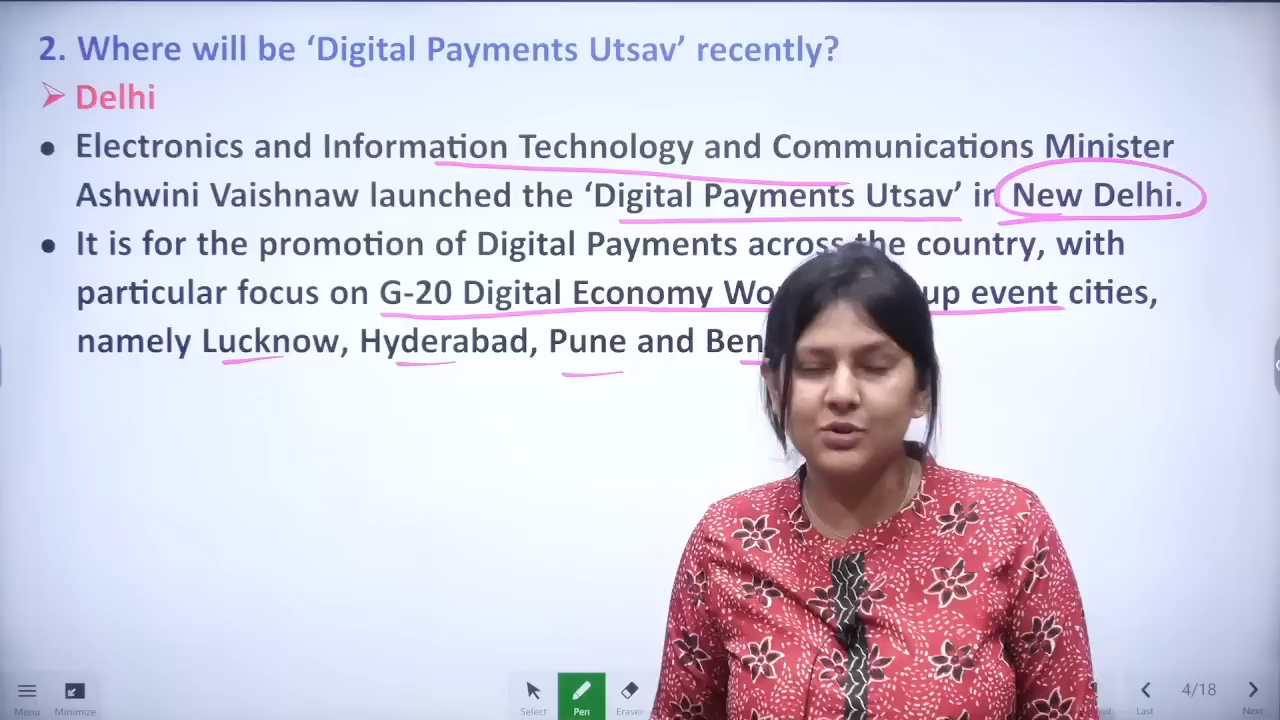 2. Where will be ‘Digital Payments Utsav’ recently?
➢ Delhi
• Electronics and Information Technology and Communications Minister
Ashwini Vaishnaw launched the ‘Digital Payments Utsav’ in New Delhi.
• It is for the promotion of Digital Payments across the country, with
particular focus on G-20 Digital Economy event cities,
namely Lucknow, Hyderabad, Pune and
Menu
Minimize
Select
Pen
Eraser
Last
4/18
Next